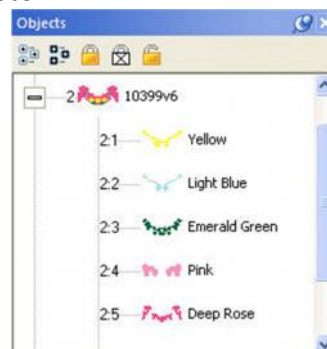 Objects
2 10399v6
2:1 Yellow
2:2 Light Blue
2:3 Emerald Green
2:4 Pink
2:5 Deep Rose